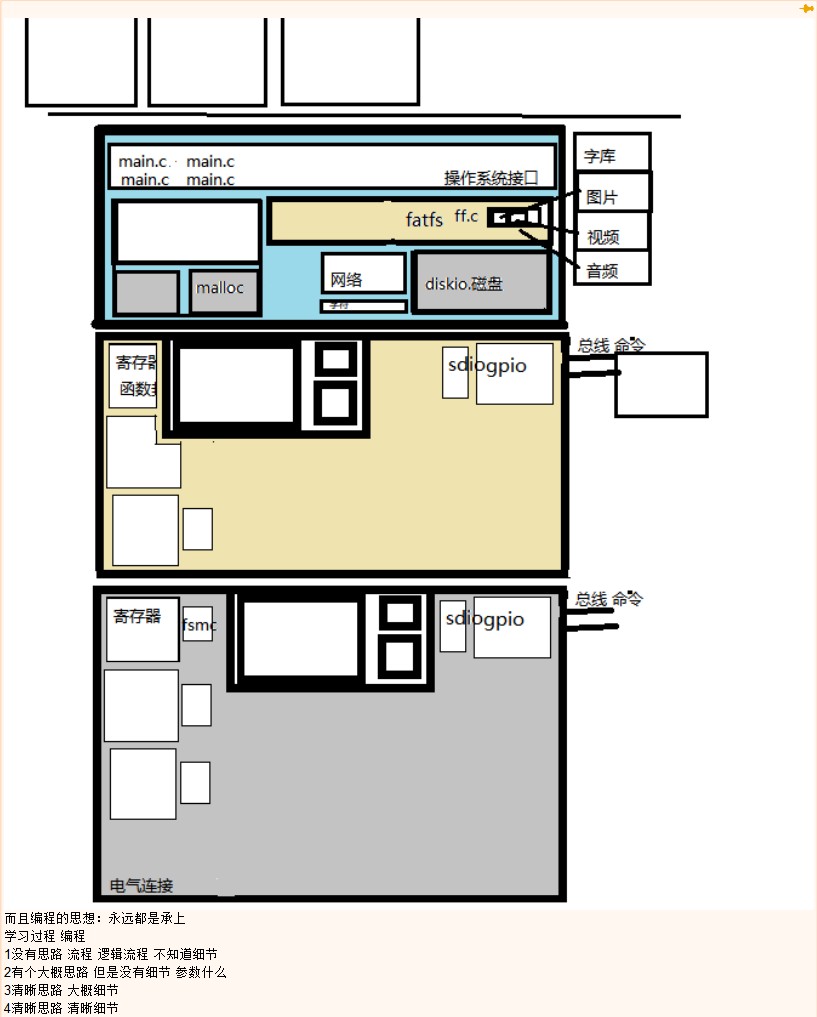 main.c. main.c
main.c main.c
操作系统接口
字库
图片
fatfs ff.c
视频
音频
网络
malloc
diskio.磁盘
字符
总线 命令
寄存器
函数
sdiogpio
总线 命令
寄存器
fsmc
sdiogpio
电气连接
而且编程的思想：永远都是承上
学习过程 编程
1没有思路 流程 逻辑流程 不知道细节
2有个大概思路 但是没有细节 参数什么
3清晰思路 大概细节
4清晰思路 清晰细节